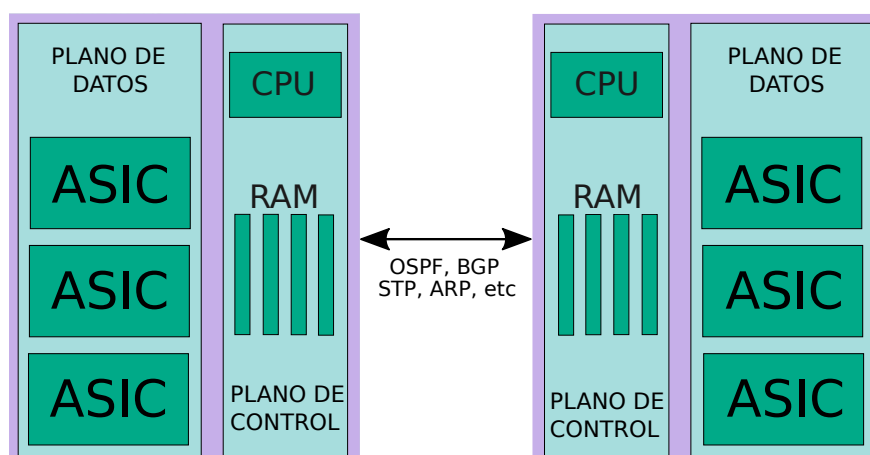 PLANO DE
DATOS
ASIC
ASIC
ASIC
CPU
RAM
PLANO DE
CONTROL
OSPF, BGP
STP, ARP, etc
CPU
RAM
PLANO DE
CONTROL
PLANO DE
DATOS
ASIC
ASIC
ASIC